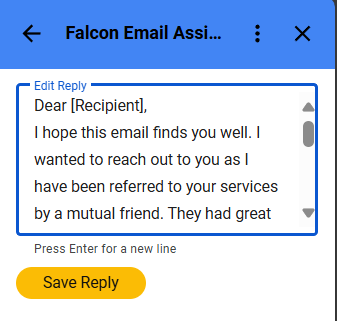 Falcon Email Assi...
Edit Reply
Dear [Recipient],
I hope this email finds you well. I
wanted to reach out to you as I
have been referred to your services
by a mutual friend. They had great
Press Enter for a new line
Save Reply